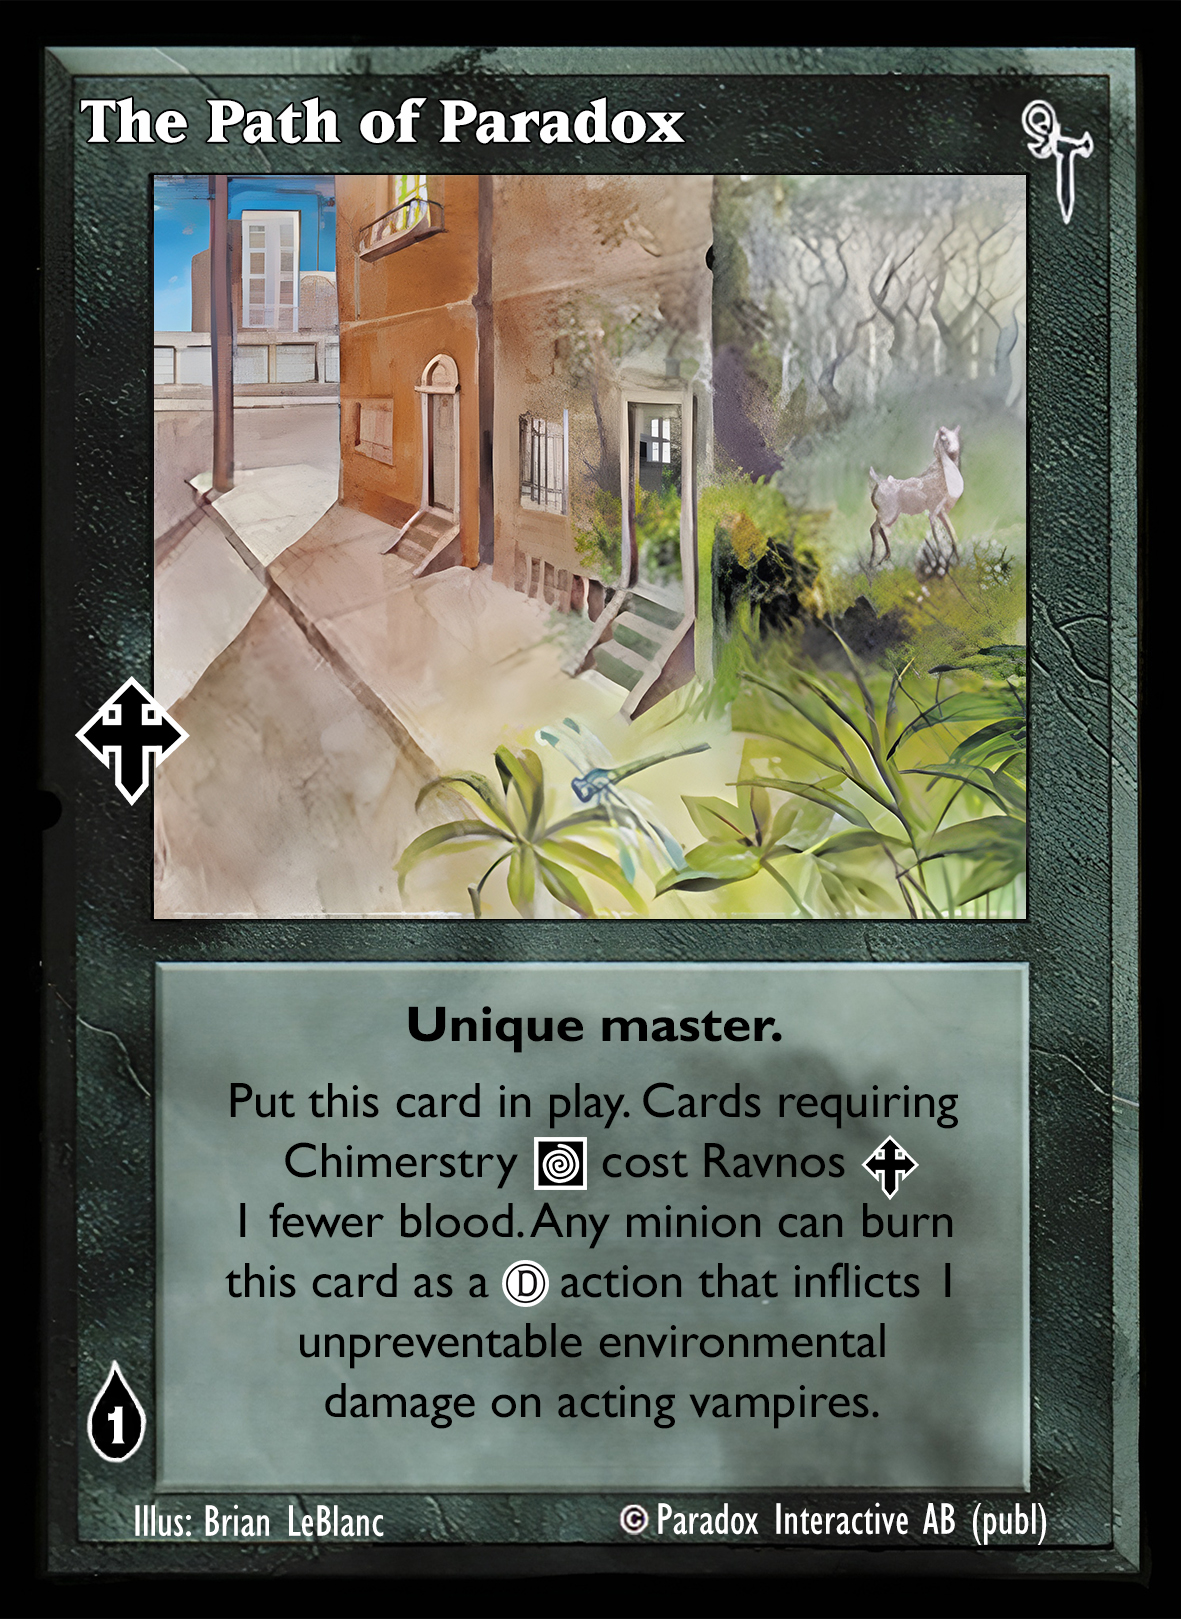 The Path of Paradox
Unique master.
Put this card in play. Cards requiring
Chimerstry cost Ravnos
1 fewer blood. Any minion can burn
this card as a D action that inflicts 1
unpreventable environmental
damage on acting vampires.
1
Illus: Brian LeBlanc
© Paradox Interactive AB (publ)